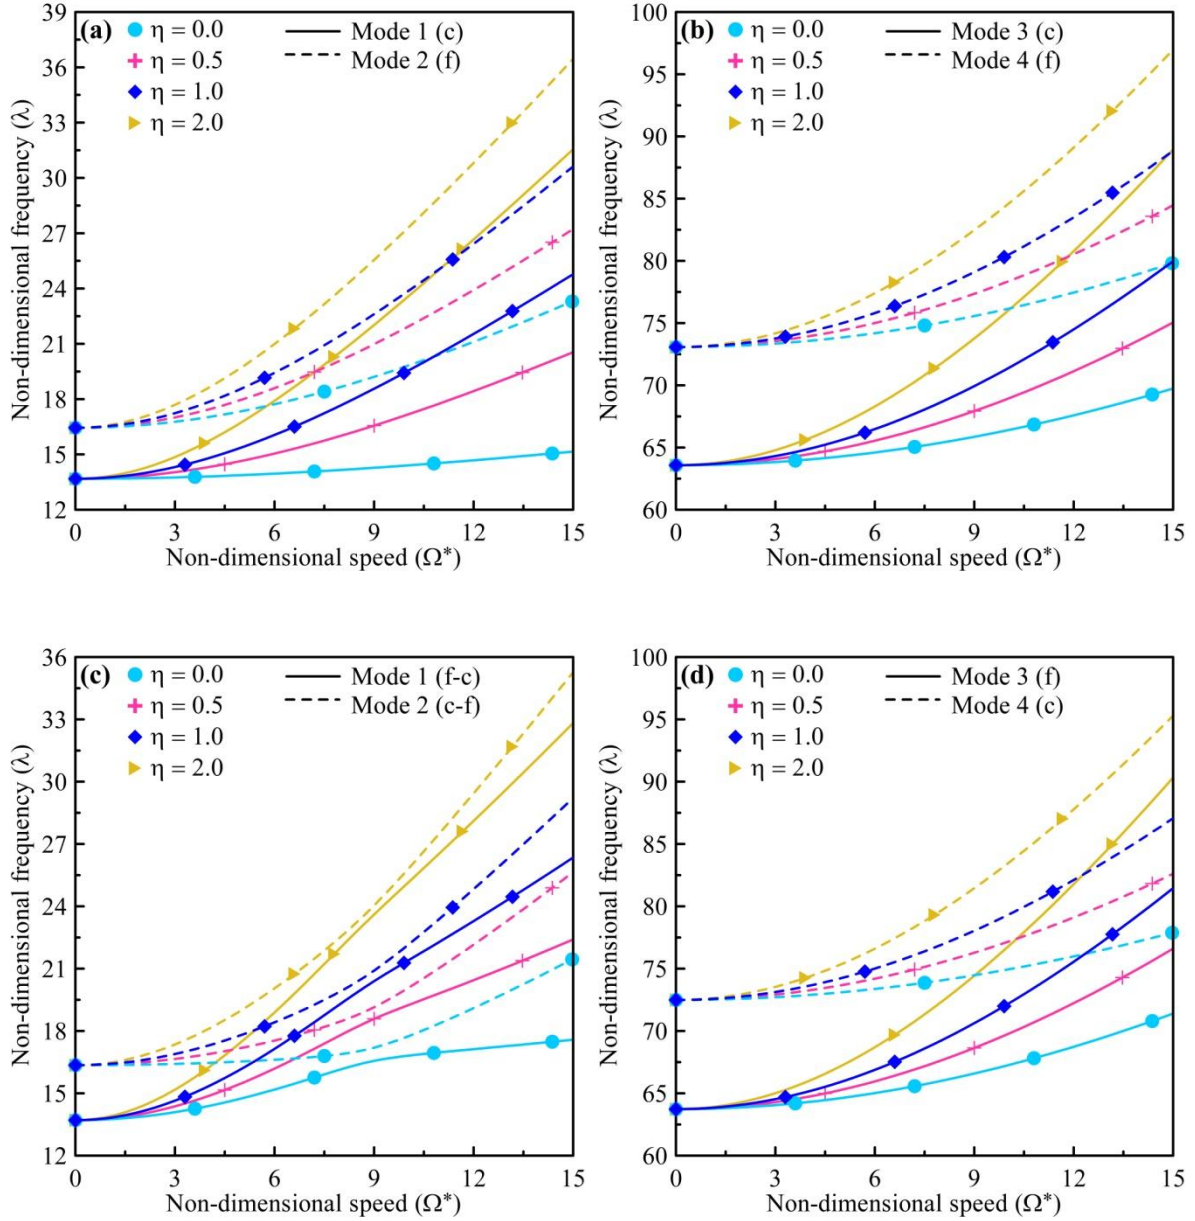 39
36
33
30
27
24
21
18
15
12
Non-dimensional frequency (λ)
(a)
η = 0.0
η = 0.5
η = 1.0
η = 2.0
Mode 1 (c)
Mode 2 (f)
0 3 6 9 12 15
Non-dimensional speed (Ω*)
100
95
90
85
80
75
70
65
60
Non-dimensional frequency (λ)
(b)
η = 0.0
η = 0.5
η = 1.0
η = 2.0
Mode 3 (c)
Mode 4 (f)
0 3 6 9 12 15
Non-dimensional speed (Ω*)
36
33
30
27
24
21
18
15
12
Non-dimensional frequency (λ)
(c)
η = 0.0
η = 0.5
η = 1.0
η = 2.0
Mode 1 (f-c)
Mode 2 (c-f)
0 3 6 9 12 15
Non-dimensional speed (Ω*)
100
95
90
85
80
75
70
65
60
Non-dimensional frequency (λ)
(d)
η = 0.0
η = 0.5
η = 1.0
η = 2.0
Mode 3 (f)
Mode 4 (c)
0 3 6 9 12 15
Non-dimensional speed (Ω*)